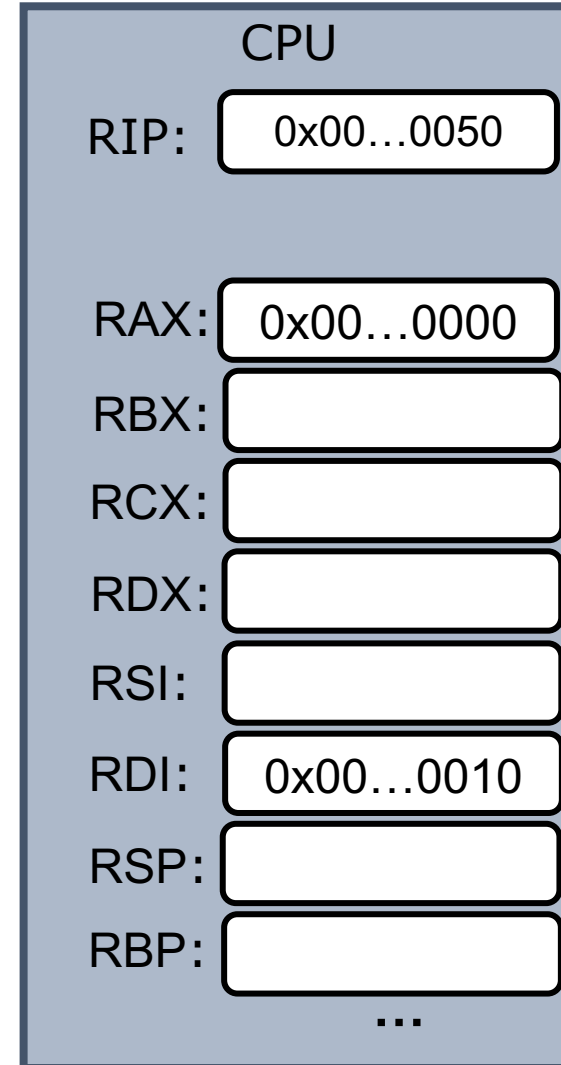 CPU
RIP: 0x00...0050
RAX: 0x00...0000
RBX:
RCX:
RDX:
RSI:
RDI: 0x00...0010
RSP:
RBP:
...